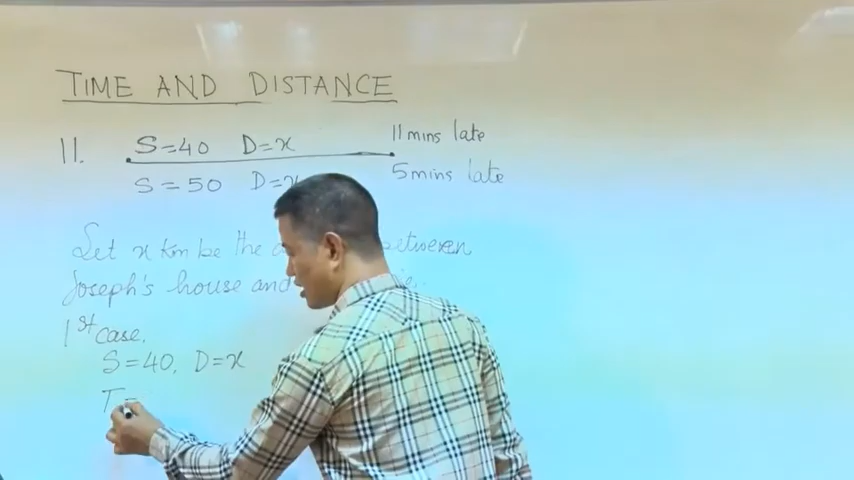 TIME AND DISTANCE
11. S=40 D=x 11 mins late
S=50 D=x 5 mins late
Let x km be the between
Joseph's house and
1st case.
S=40, D=x
T=